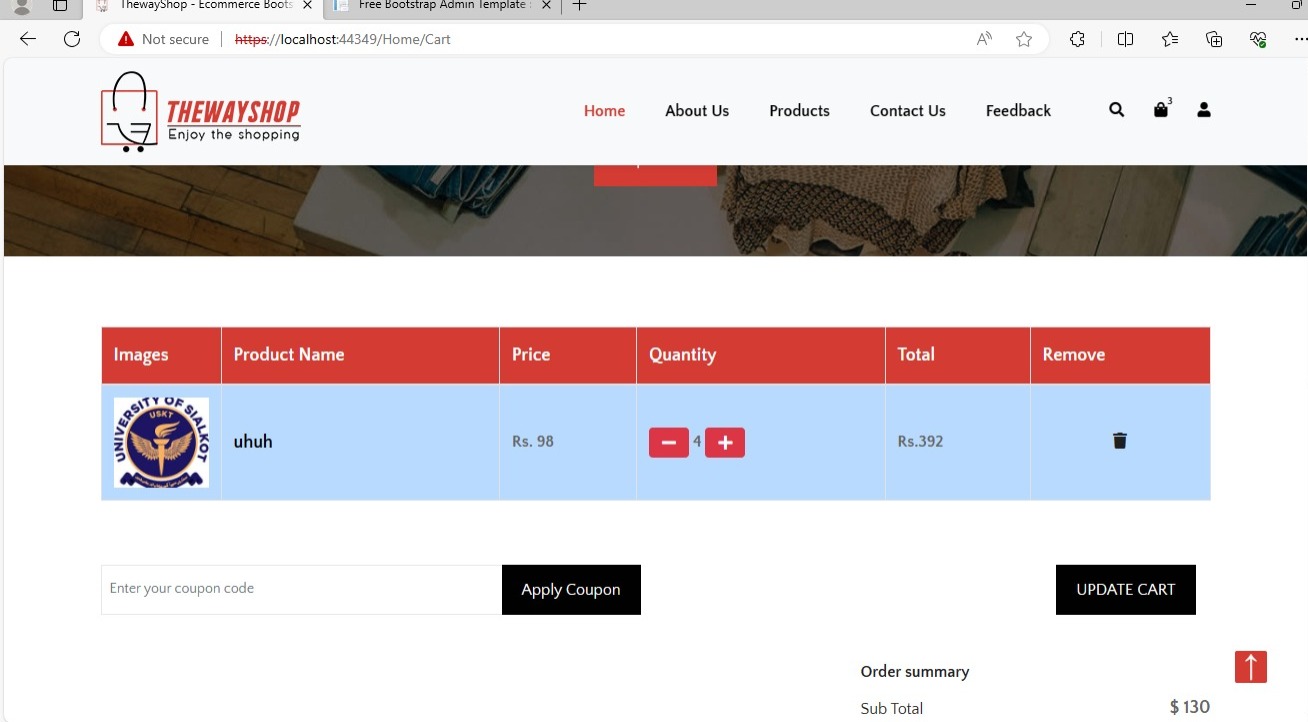 ThewayShop - Ecommerce Boots
Free Bootstrap Admin Template
Not secure
https://localhost:44349/Home/Cart
THEWAYSHOP
Enjoy the shopping
Home
About Us
Products
Contact Us
Feedback
3
Images
Product Name
Price
Quantity
Total
Remove
UNIVERSITY OF SIALKOT
USKT
uhuh
Rs. 98
4
Rs.392
Enter your coupon code
Apply Coupon
UPDATE CART
Order summary
Sub Total
$ 130